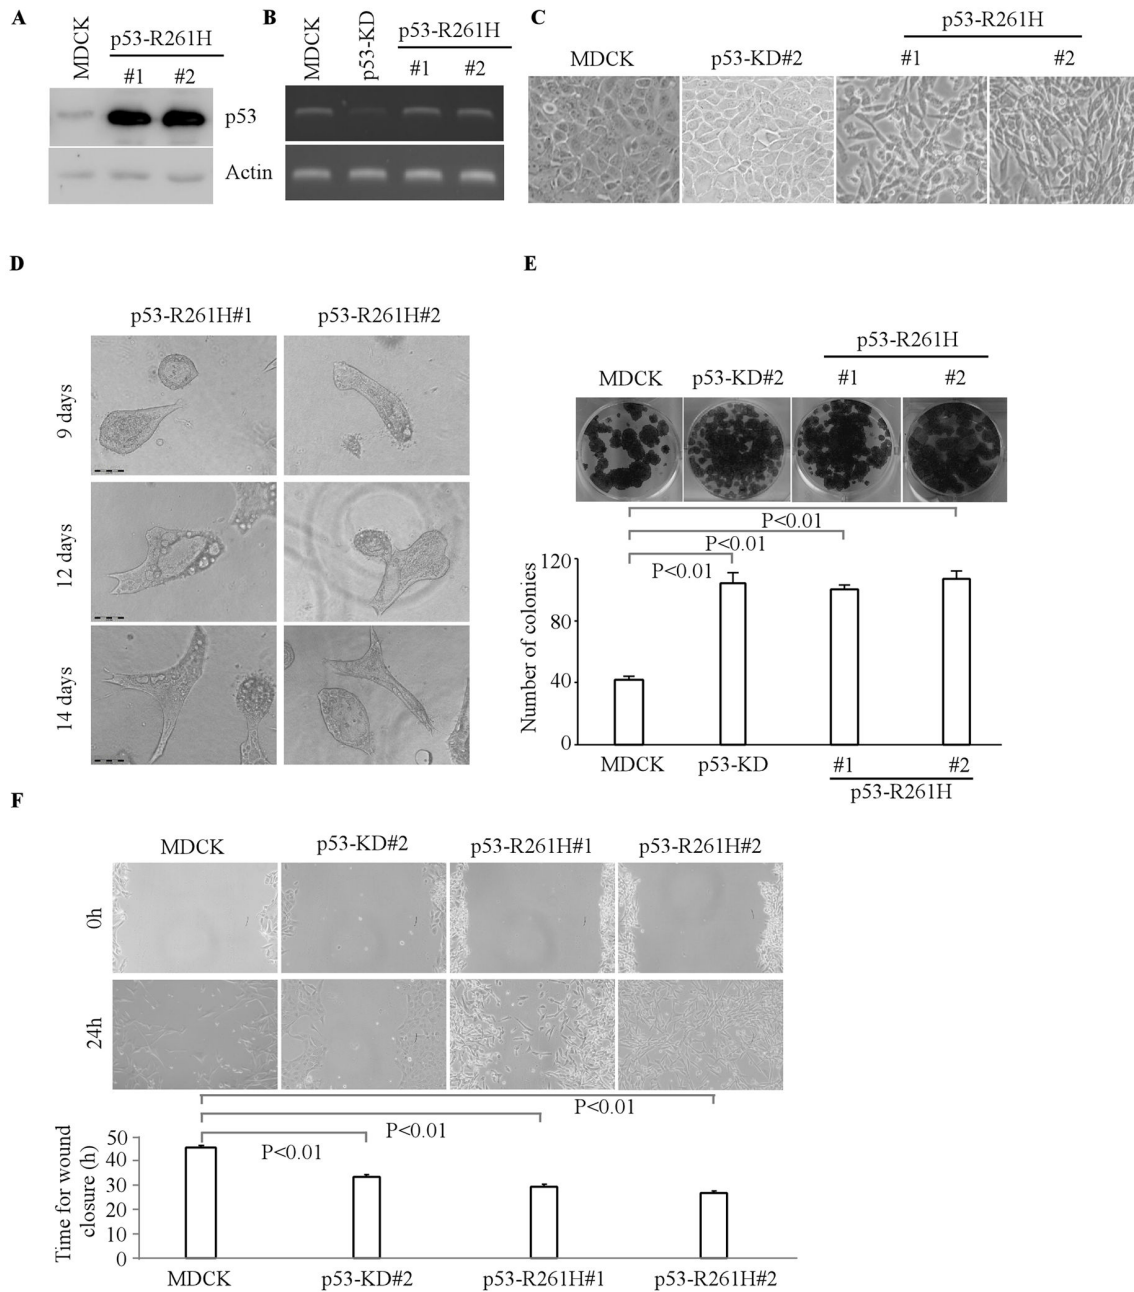 A
MDCK
p53-R261H
#1 #2
p53
Actin
B
MDCK
p53-KD
p53-R261H
#1 #2
C
p53-R261H
MDCK p53-KD#2 #1 #2
D
p53-R261H#1 p53-R261H#2
9 days
12 days
14 days
E
p53-R261H
MDCK p53-KD#2 #1 #2
P<0.01
P<0.01
P<0.01
Number of colonies
120
80
40
0
MDCK p53-KD #1 #2
p53-R261H
F
MDCK p53-KD#2 p53-R261H#1 p53-R261H#2
0h
24h
P<0.01
P<0.01
P<0.01
Time for wound
closure (h)
50
40
30
20
10
0
MDCK p53-KD#2 p53-R261H#1 p53-R261H#2